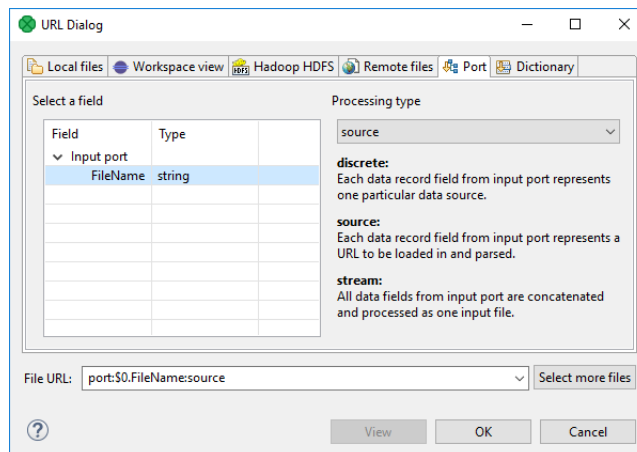 URL Dialog
Local files
Workspace view
Hadoop HDFS
Remote files
Port
Dictionary
Select a field
Field Type
Input port
FileName string
Processing type
source
discrete:
Each data record field from input port represents
one particular data source.
source:
Each data record field from input port represents a
URL to be loaded in and parsed.
stream:
All data fields from input port are concatenated
and processed as one input file.
File URL: port:$0.FileName:source
Select more files
?
View
OK
Cancel